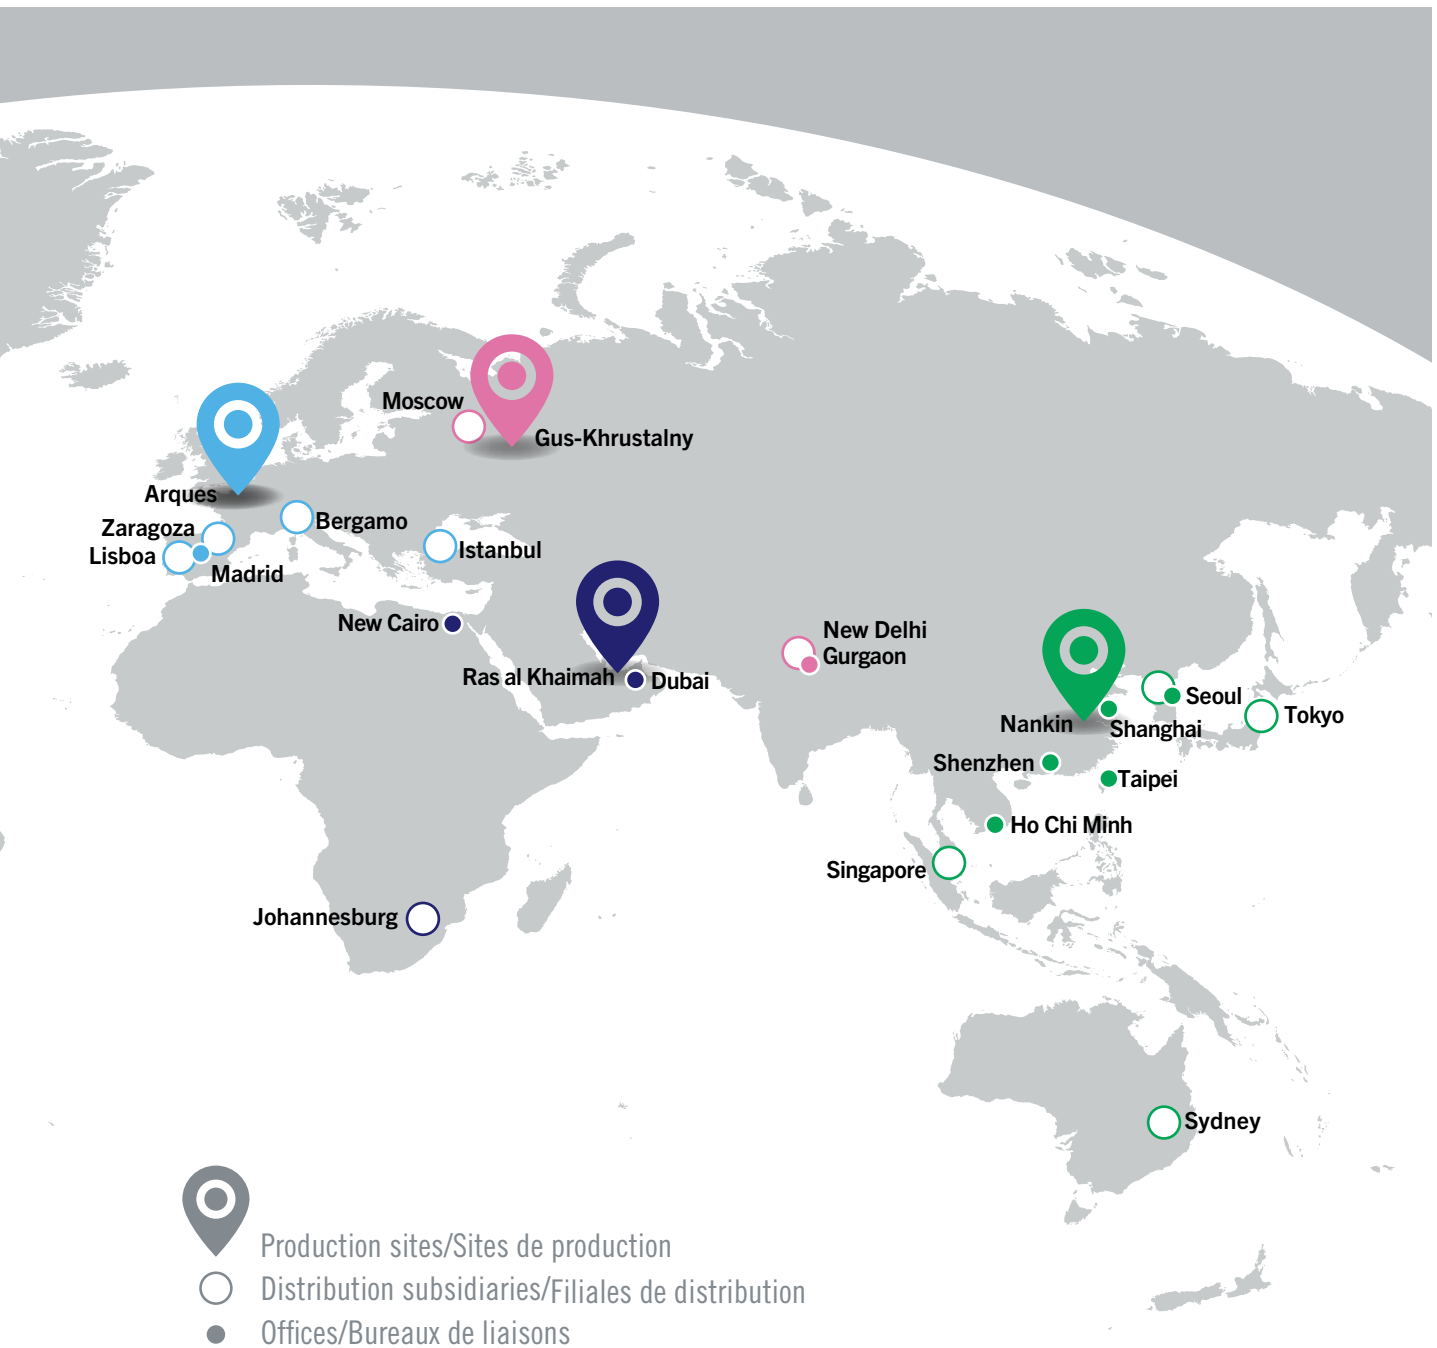 Moscow
Gus-Khrustalny
Arques
Zaragoza
Bergamo
Lisboa
Istanbul
Madrid
New Cairo
New Delhi
Gurgaon
Ras al Khaimah
Dubai
Seoul
Tokyo
Nankin
Shanghai
Shenzhen
Taipei
Ho Chi Minh
Singapore
Johannesburg
Sydney
Production sites/Sites de production
Distribution subsidiaries/Filiales de distribution
Offices/Bureaux de liaisons